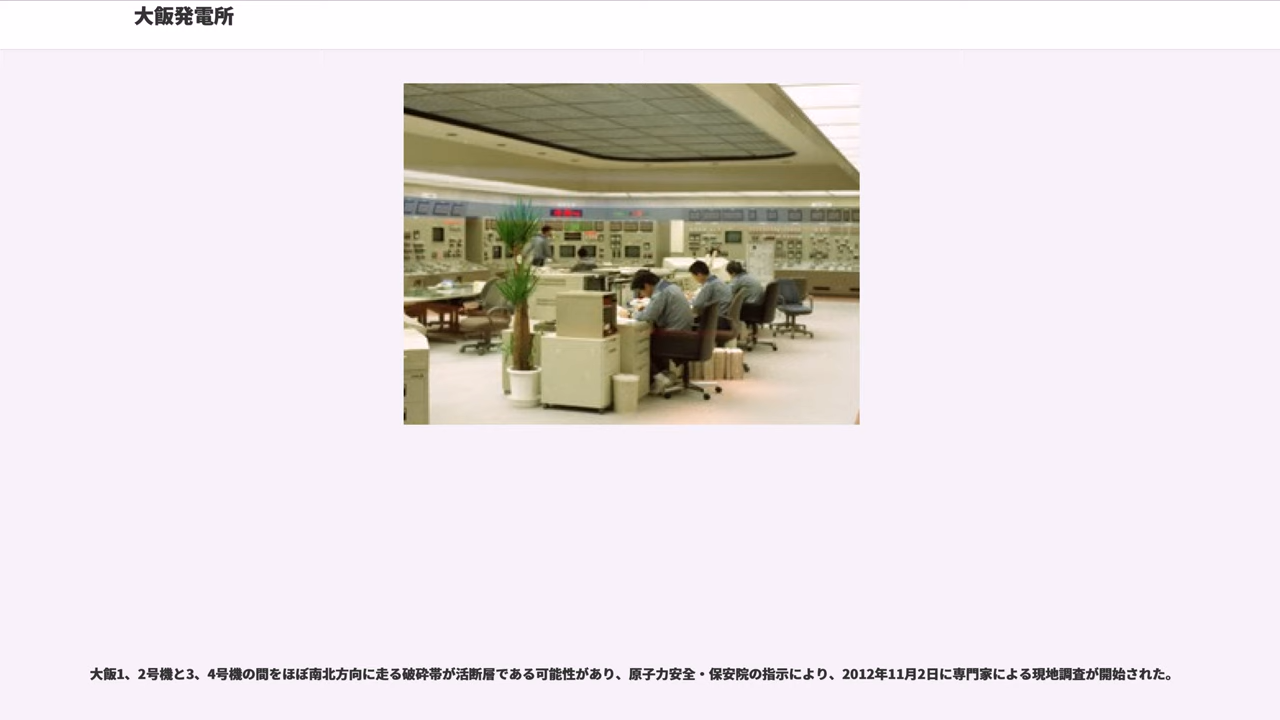 大飯発電所
大飯1、2号機と3、4号機の間をほぼ南北方向に走る破砕帯が活断層である可能性があり、原子力安全・保安院の指示により、2012年11月2日に専門家による現地調査が開始された。